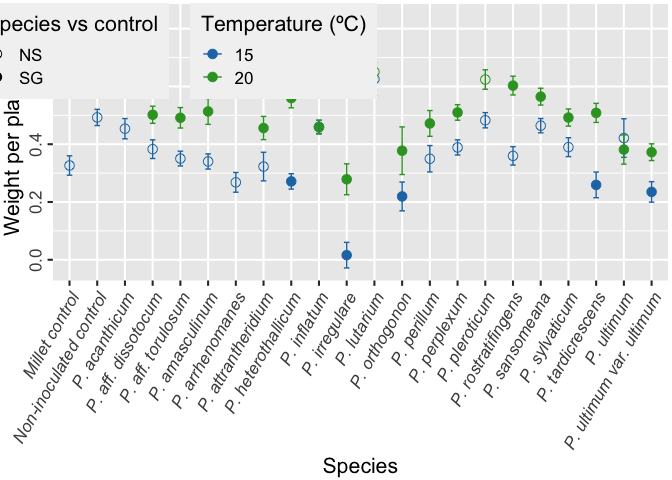 pecies vs control
NS
SG
Temperature (ºC)
15
20
Weight per pla
0.4
0.2
0.0
Millet control
Non-inoculated control
P. acanthicum
P. aff. dissotocum
P. aff. torulosum
P. amasculinum
P. arrhenomanes
P. attrantheridium
P. heterothallicum
P. inflatum
P. irregulare
P. lutarium
P. orthogonon
P. perillum
P. perplexum
P. pleroticum
P. rostratifingens
P. sansomeana
P. sylvaticum
P. tardicrescens
P. ultimum
P. ultimum var. ultimum
Species